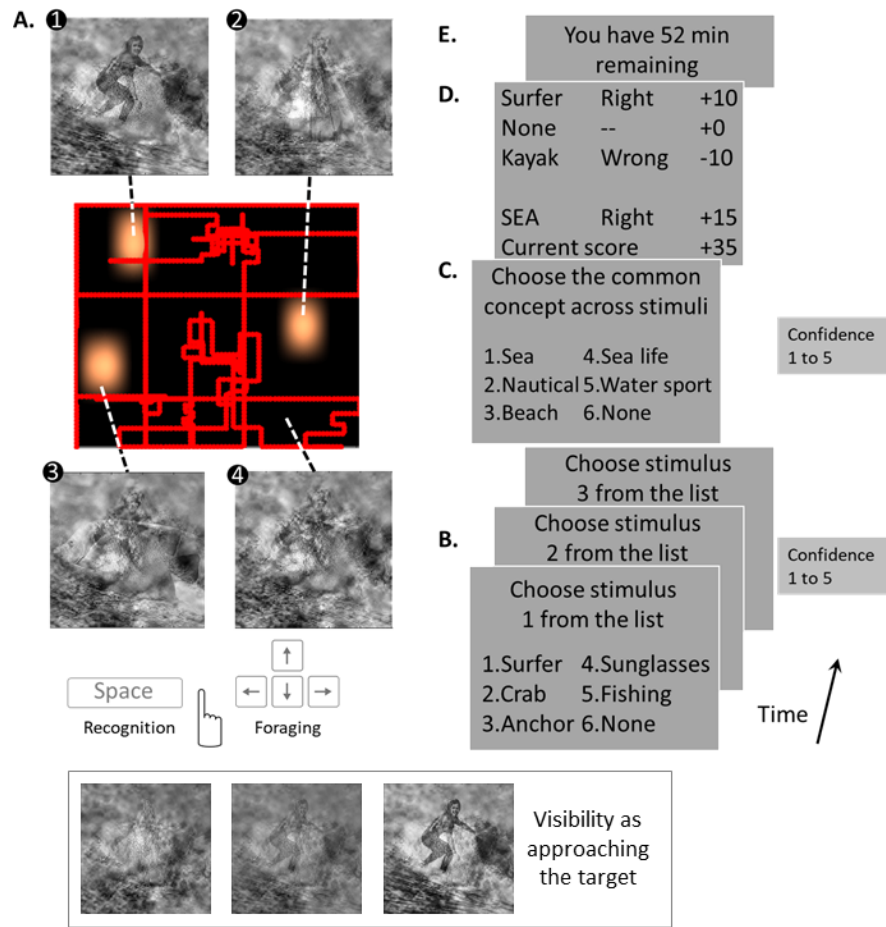 A.
1
2
3
4
Space
Recognition
Foraging
↑
← ↓ →
E.
You have 52 min
remaining
D.
Surfer Right +10
None -- +0
Kayak Wrong -10
SEA Right +15
Current score +35
C.
Choose the common
concept across stimuli
1.Sea 4.Sea life
2.Nautical 5.Water sport
3.Beach 6.None
Confidence
1 to 5
Choose stimulus
3 from the list
Choose stimulus
2 from the list
B.
Choose stimulus
1 from the list
1.Surfer 4.Sunglasses
2.Crab 5.Fishing
3.Anchor 6.None
Confidence
1 to 5
Time
Visibility as
approaching
the target